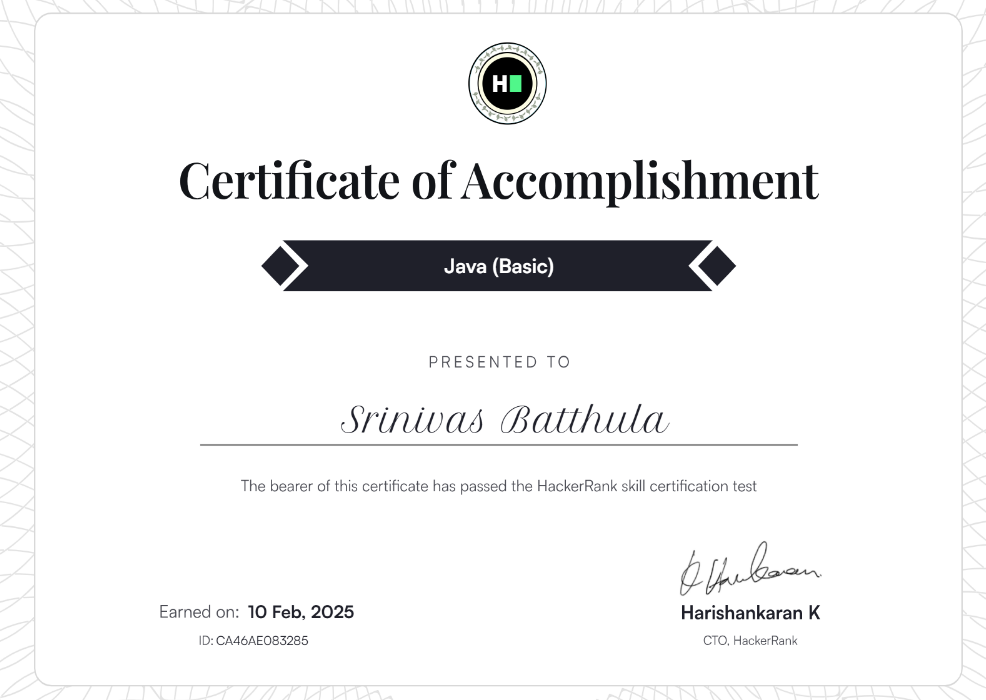 H
Certificate of Accomplishment
Java (Basic)
PRESENTED TO
Srinivas Batthula
The bearer of this certificate has passed the HackerRank skill certification test
Earned on: 10 Feb, 2025
ID: CA46AE083285
Harishankaran K
CTO, HackerRank